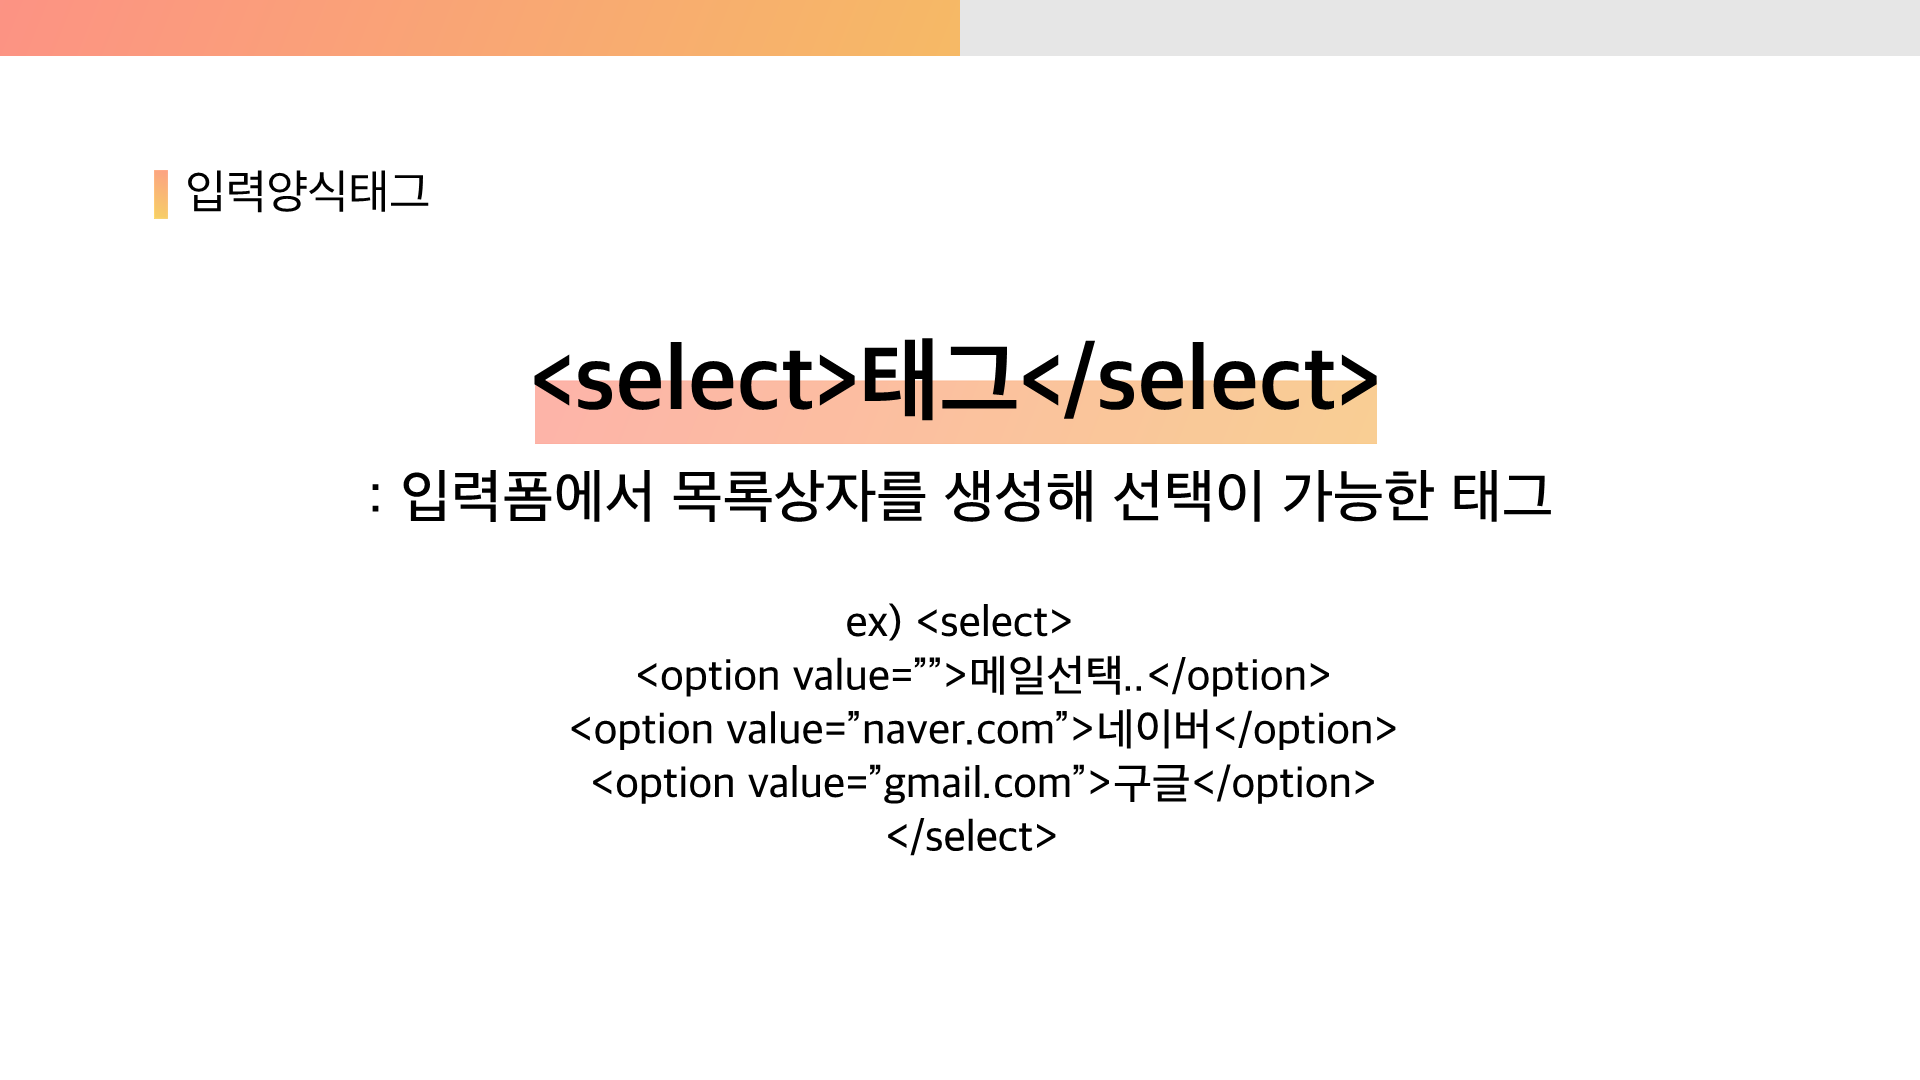 입력양식태그
<select>태그</select>
: 입력폼에서 목록상자를 생성해 선택이 가능한 태그
ex) <select>
<option value=””>메일선택..</option>
<option value=”naver.com”>네이버</option>
<option value=”gmail.com”>구글</option>
</select>